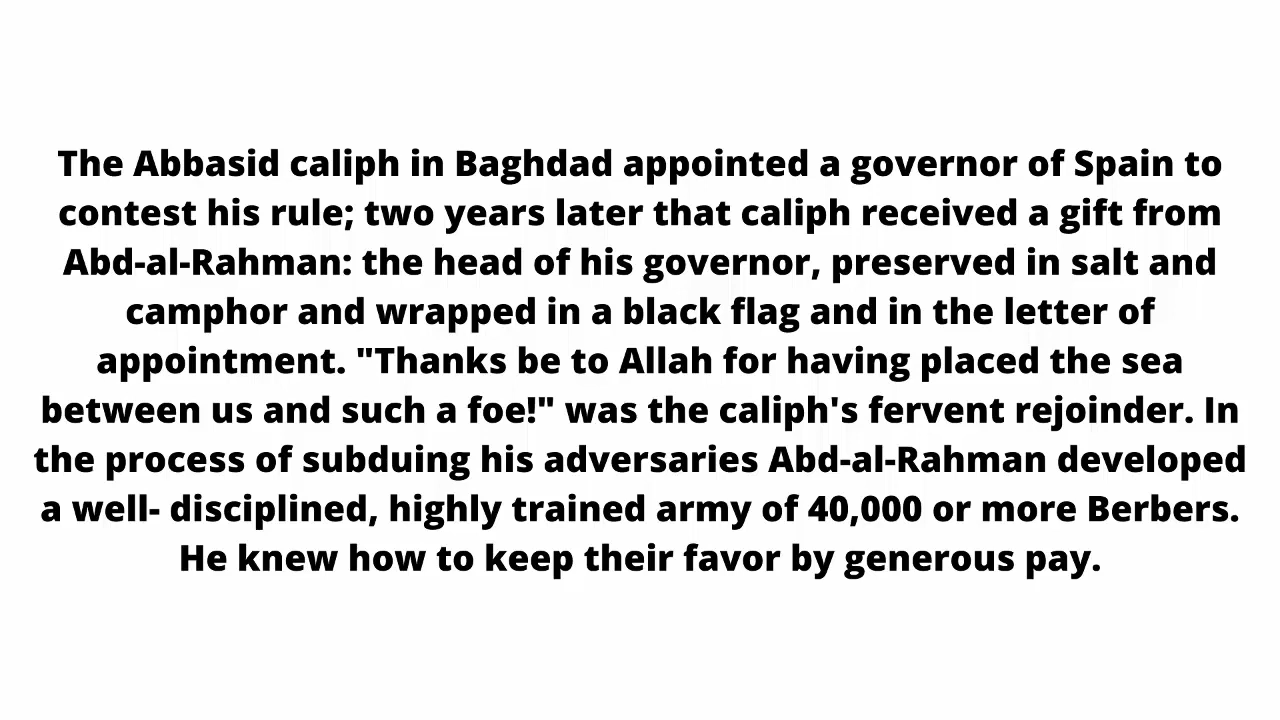 The Abbasid caliph in Baghdad appointed a governor of Spain to
contest his rule; two years later that caliph received a gift from
Abd-al-Rahman: the head of his governor, preserved in salt and
camphor and wrapped in a black flag and in the letter of
appointment. "Thanks be to Allah for having placed the sea
between us and such a foe!" was the caliph's fervent rejoinder. In
the process of subduing his adversaries Abd-al-Rahman developed
a well- disciplined, highly trained army of 40,000 or more Berbers.
He knew how to keep their favor by generous pay.